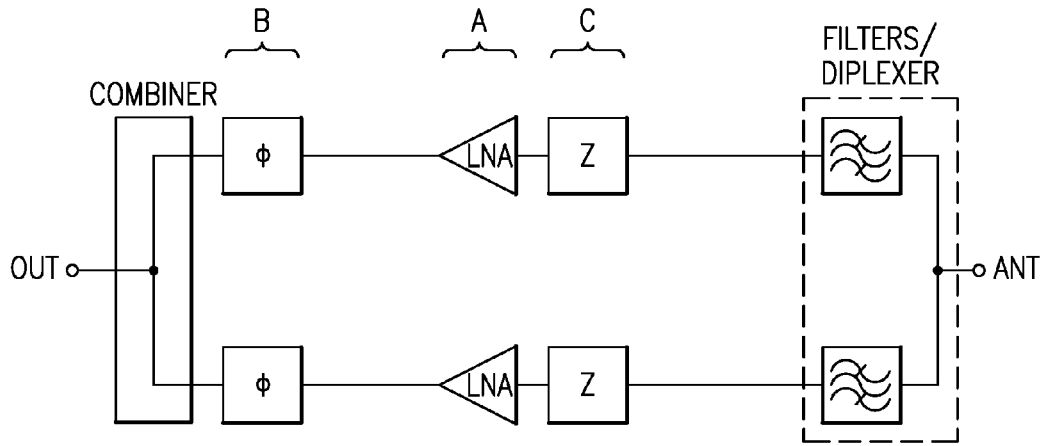 B
A
C
FILTERS/
DIPLEXER
COMBINER
ϕ
LNA
Z
OUT
ANT
ϕ
LNA
Z